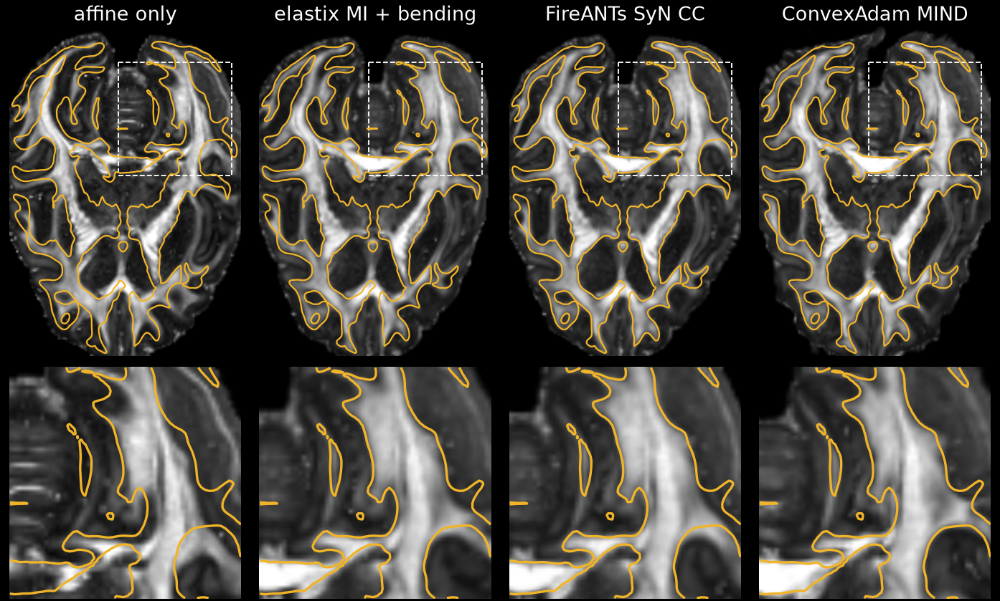 affine only
elastix MI + bending
FireANTs SyN CC
ConvexAdam MIND